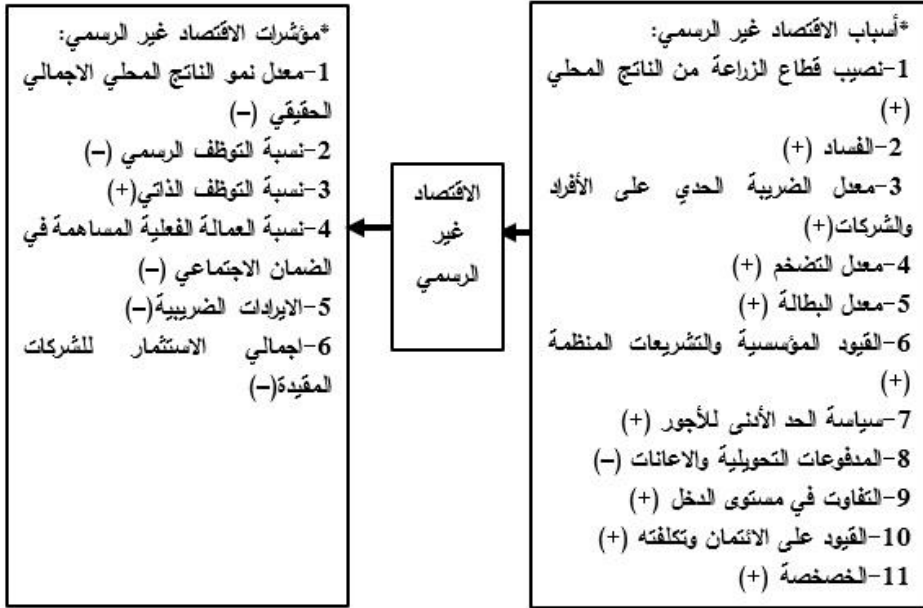 *أسباب الاقتصاد غير الرسمي:
1-نصيب قطاع الزراعة من الناتج المحلي
(+)
2-الفساد (+)
3-معدل الضريبة الحدي على الأفراد
والشركات(+)
4-معدل التضخم (+)
5-معدل البطالة (+)
6-القيود المؤسسية والتشريعات المنظمة
(+)
7-سياسة الحد الأدنى للأجور (+)
8-المدفوعات التحويلية والاعانات (–)
9-التفاوت في مستوى الدخل (+)
10-القيود على الائتمان وتكلفته (+)
11-الخصخصة (+)
الاقتصاد
غير
الرسمي
*مؤشرات الاقتصاد غير الرسمي:
1-معدل نمو الناتج المحلي الاجمالي
الحقيقي (–)
2-نسبة التوظف الرسمي (–)
3-نسبة التوظف الذاتي(+)
4-نسبة العمالة الفعلية المساهمة في
الضمان الاجتماعي (–)
5-الايرادات الضريبية(–)
6-اجمالي الاستثمار للشركات
المقيدة(–)